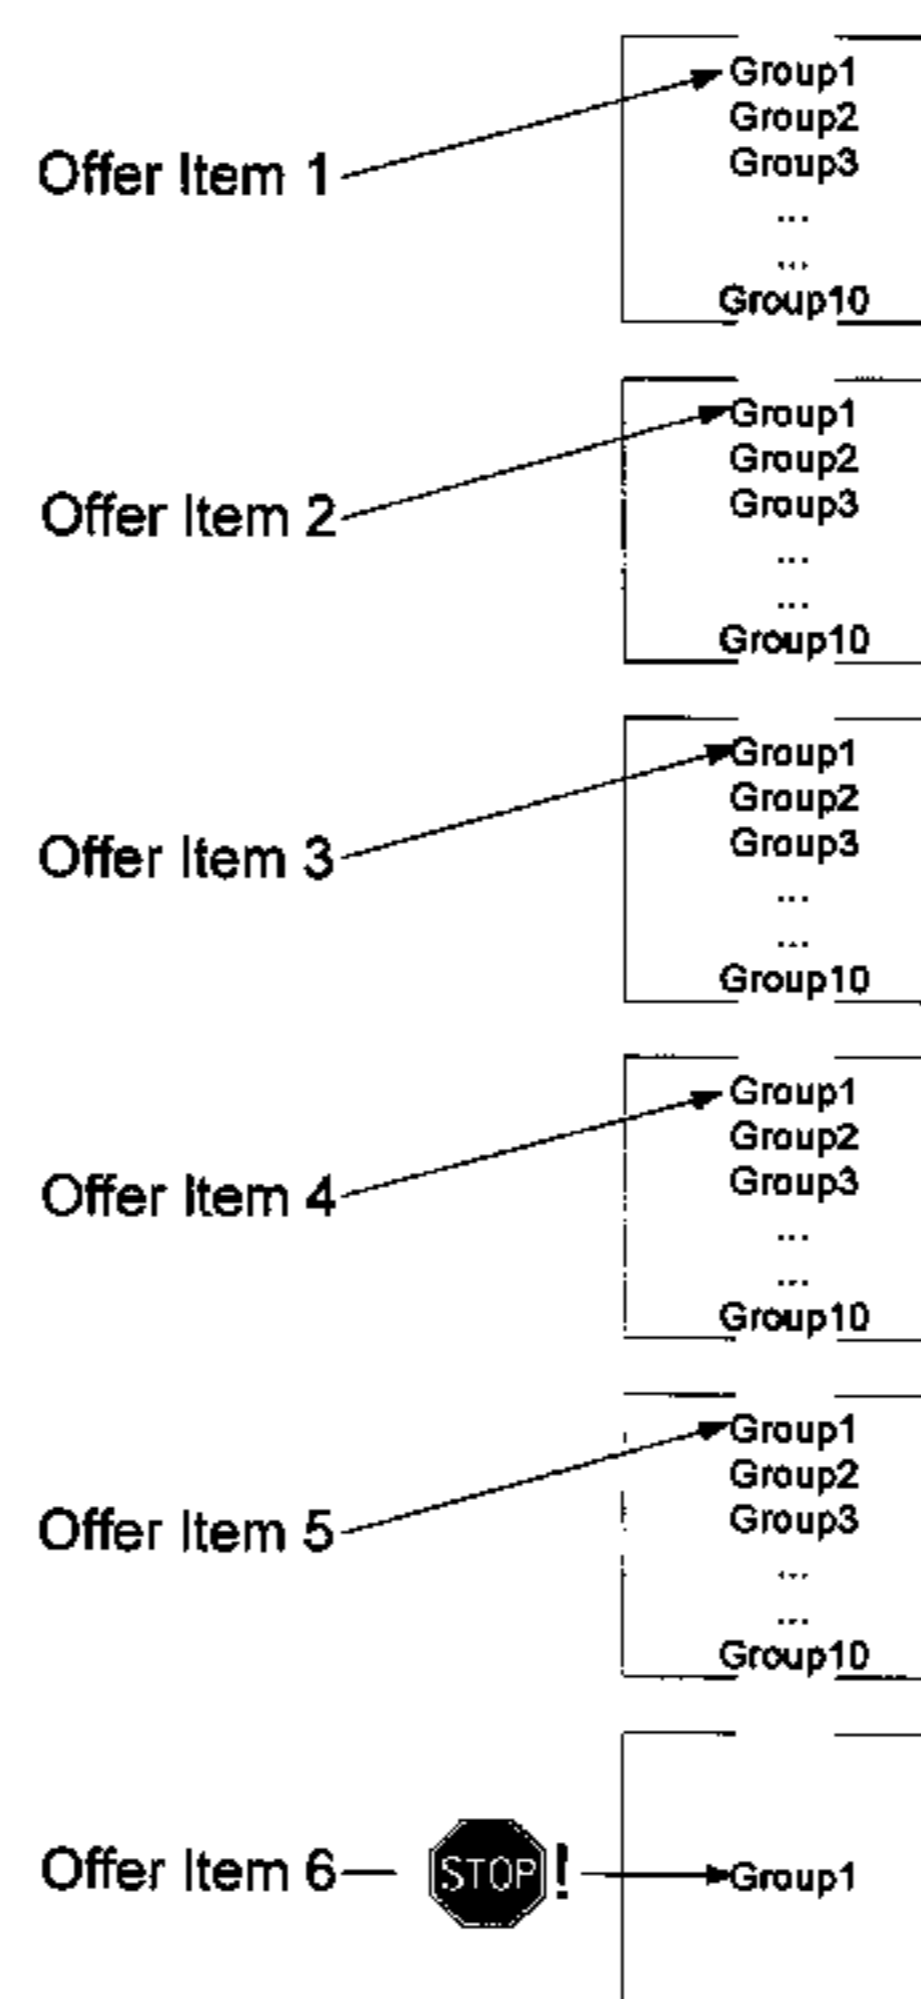 Group1
Group2
Offer Item 1
Group3
...
...
Group10
Group1
Group2
Offer Item 2
Group3
...
...
Group10
Group1
Group2
Offer Item 3
Group3
...
...
Group10
Group1
Group2
Offer Item 4
Group3
...
...
Group10
Group1
Group2
Offer Item 5
Group3
...
...
Group10
Offer Item 6 STOP! Group1